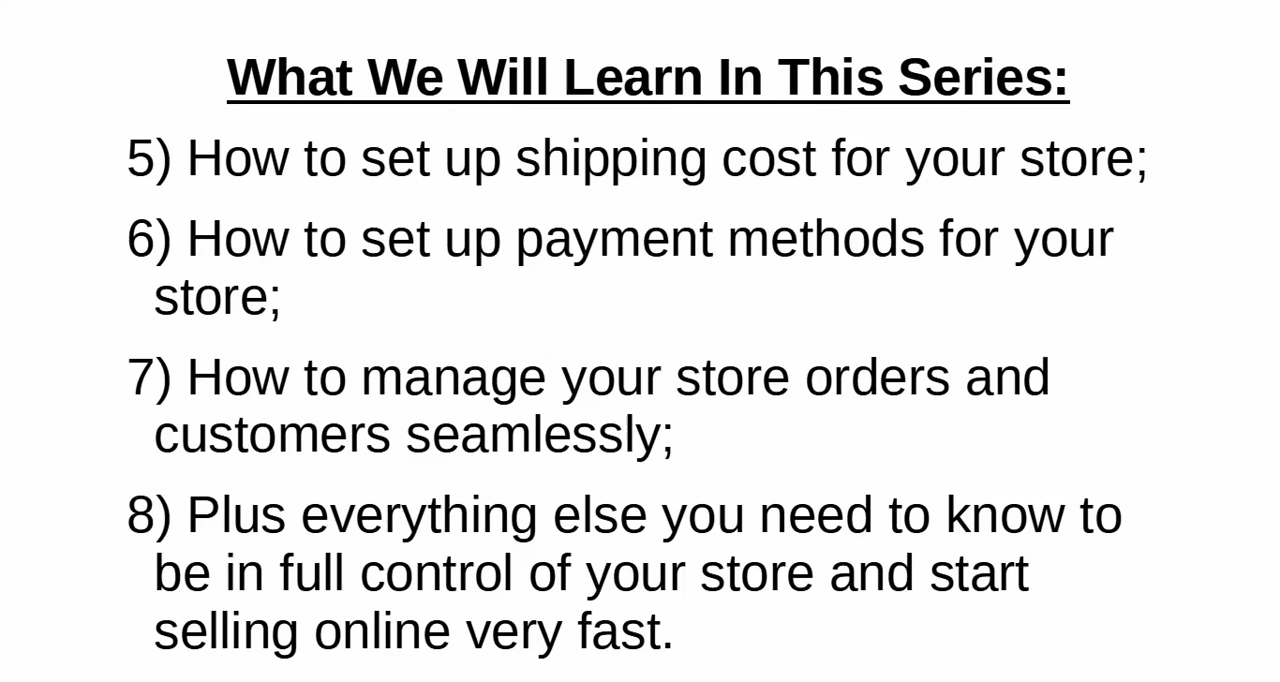 What We Will Learn In This Series:
5) How to set up shipping cost for your store;
6) How to set up payment methods for your
store;
7) How to manage your store orders and
customers seamlessly;
8) Plus everything else you need to know to
be in full control of your store and start
selling online very fast.